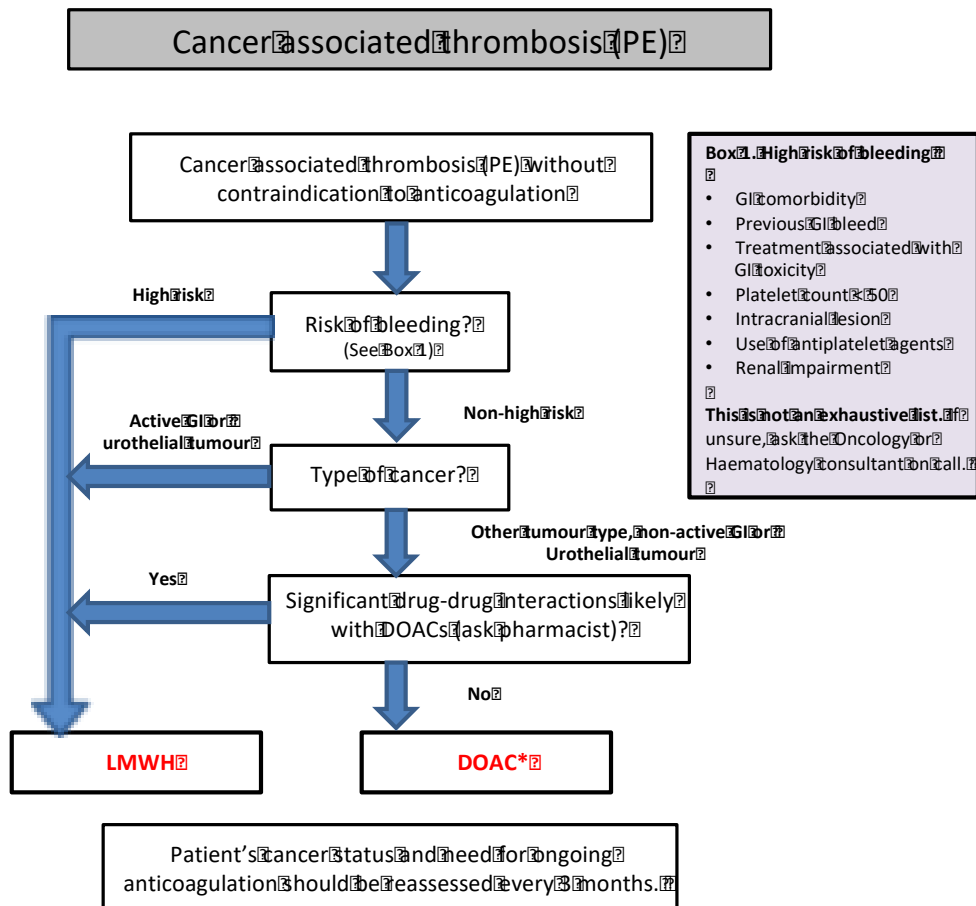 Cancer associated thrombosis (PE)
Cancer associated thrombosis (PE) without
contraindication to anticoagulation
High risk
Risk of bleeding?
(See Box 1)
Non-high risk
Active GI or
urothelial tumour
Type of cancer?
Other tumour type, non-active GI or
Urothelial tumour
Yes
Significant drug-drug interactions likely
with DOACs (ask pharmacist)?
No
LMWH
DOAC*
Patient’s cancer status and need for ongoing
anticoagulation should be reassessed every 3 months.
Box 1. High risk of bleeding
• GI comorbidity
• Previous GI bleed
• Treatment associated with
GI toxicity
• Platelet count < 50
• Intracranial lesion
• Use of antiplatelet agents
• Renal impairment
This is not an exhaustive list. If
unsure, ask the Oncology or
Haematology consultant on call.